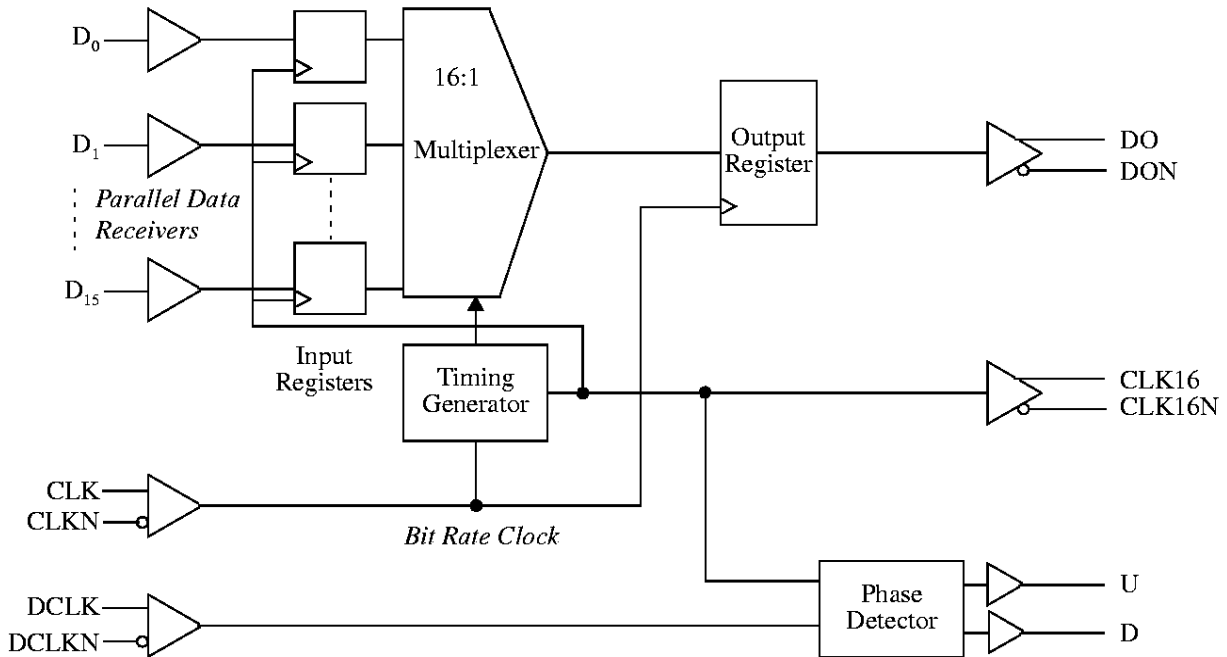 D0
D1
Parallel Data
Receivers
D15
Input
Registers
16:1
Multiplexer
Timing
Generator
Output
Register
DO
DON
CLK16
CLK16N
CLK
CLKN
Bit Rate Clock
DCLK
DCLKN
Phase
Detector
U
D